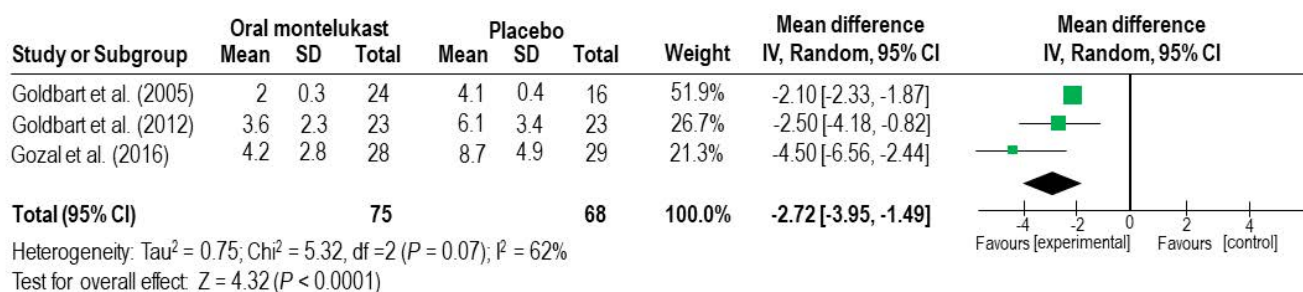 Oral montelukast Placebo Mean difference Mean difference
Study or Subgroup Mean SD Total Mean SD Total Weight IV, Random, 95% CI IV, Random, 95% CI
Goldbart et al. (2005) 2 0.3 24 4.1 0.4 16 51.9% -2.10 [-2.33, -1.87]
Goldbart et al. (2012) 3.6 2.3 23 6.1 3.4 23 26.7% -2.50 [-4.18, -0.82]
Gozal et al. (2016) 4.2 2.8 28 8.7 4.9 29 21.3% -4.50 [-6.56, -2.44]
Total (95% CI) 75 68 100.0% -2.72 [-3.95, -1.49]
-4 -2 0 2 4
Favours [experimental] Favours [control]
Heterogeneity: Tau² = 0.75; Chi² = 5.32, df =2 (P = 0.07); I² = 62%
Test for overall effect: Z = 4.32 (P < 0.0001)